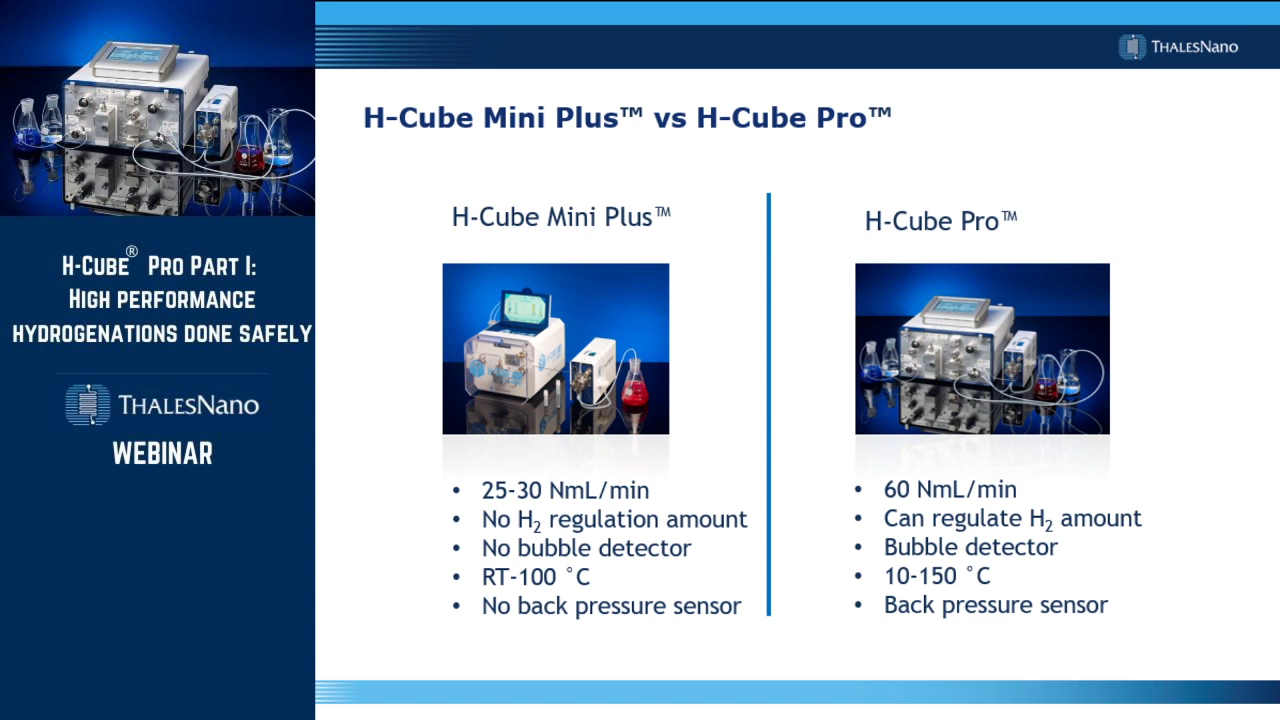 H-Cube® Pro Part I:
High performance
hydrogenations done safely
ThalesNano
WEBINAR
ThalesNano
H-Cube Mini Plus™ vs H-Cube Pro™
H-Cube Mini Plus™
• 25-30 NmL/min
• No H₂ regulation amount
• No bubble detector
• RT-100 °C
• No back pressure sensor
H-Cube Pro™
• 60 NmL/min
• Can regulate H₂ amount
• Bubble detector
• 10-150 °C
• Back pressure sensor